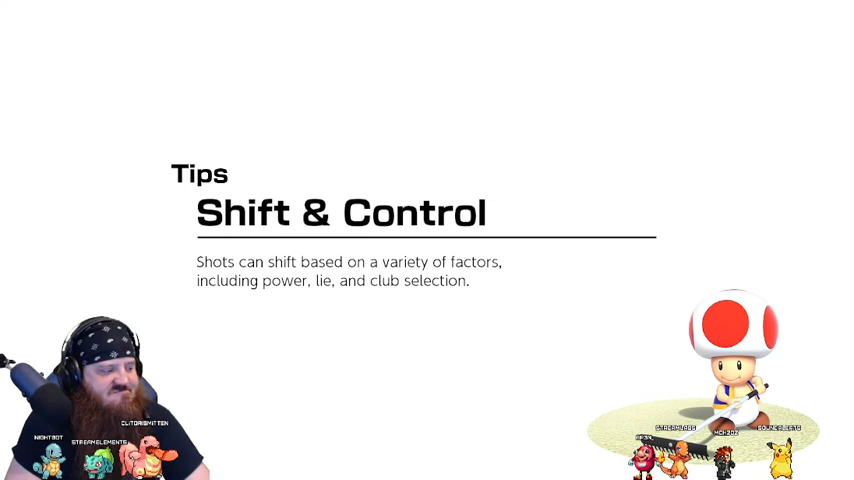 Tips
Shift & Control
Shots can shift based on a variety of factors,
including power, lie, and club selection.
CLITORISMITTEN
NIGHTBOT
STREAMELEMENTS
STREAMLABS
SOUNDALERTS